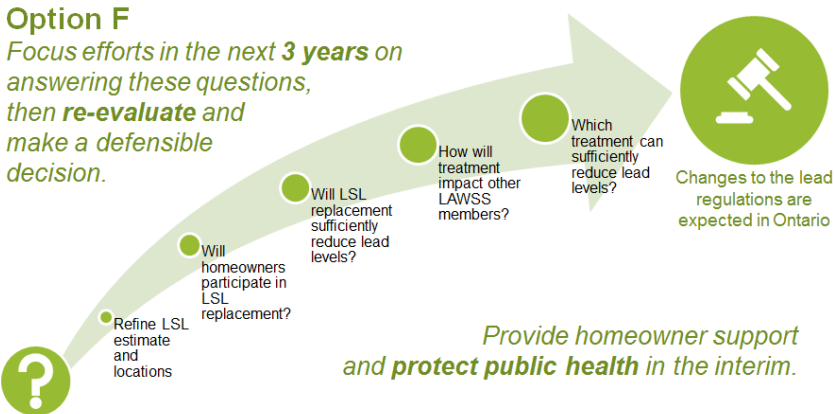 Option F
Focus efforts in the next 3 years on
answering these questions,
then re-evaluate and
make a defensible
decision.
Refine LSL
estimate
and
locations
Will
homeowners
participate in
LSL
replacement?
Will LSL
replacement
sufficiently
reduce lead
levels?
How will
treatment
impact other
LAWSS
members?
Which
treatment can
sufficiently
reduce lead
levels?
Changes to the lead
regulations are
expected in Ontario
?
Provide homeowner support
and protect public health in the interim.